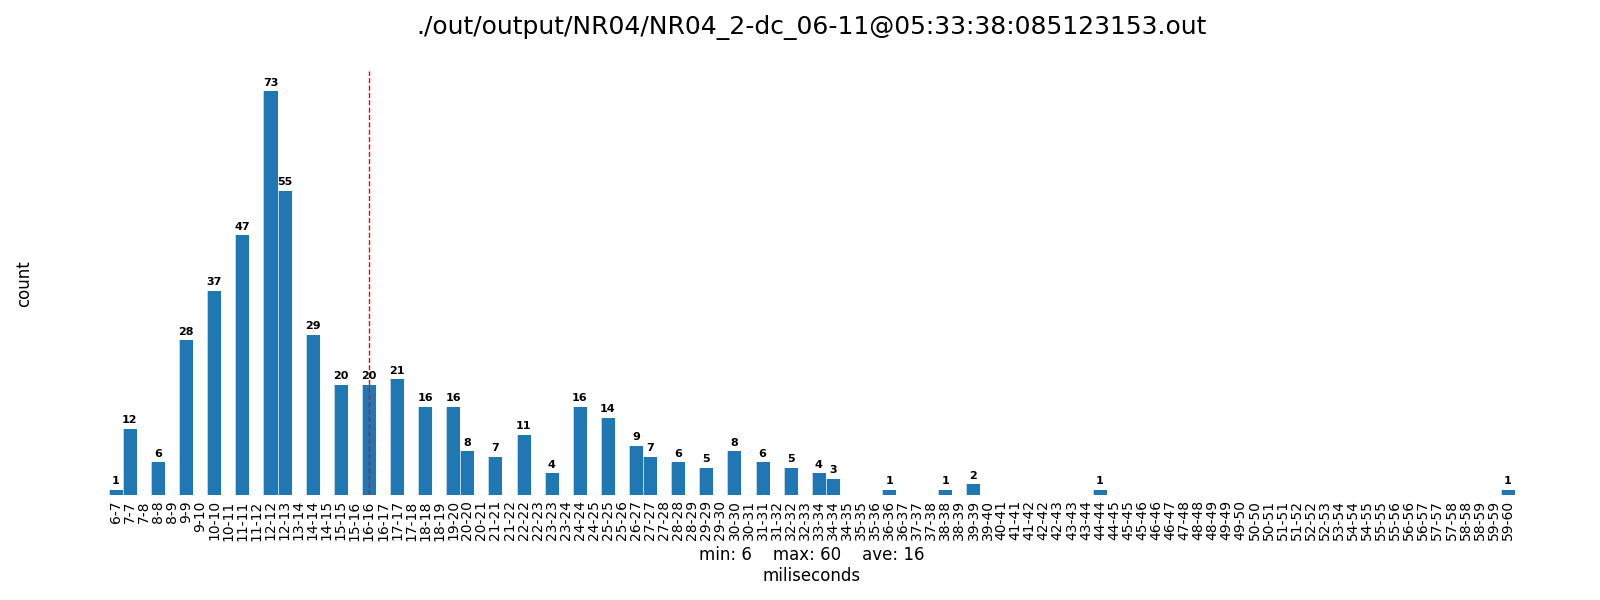 ./out/output/NR04/NR04_2-dc_06-11@05:33:38:085123153.out
count
1 12 6 28 37 47 73 55 29 20 20 21 16 16 8 7 11 4 16 14 9 7 6 5 8 6 5 4 3 1 1 2 1 1
6-7 7-7 7-8 8-8 8-9 9-9 9-10 10-10 10-11 11-11 11-12 12-12 12-13 13-14 14-14 14-15 15-15 15-16 16-16 16-17 17-17 17-18 18-18 18-19 19-20 20-20 20-21 21-21 21-22 22-22 22-23 23-23 23-24 24-24 24-25 25-25 25-26 26-27 27-27 27-28 28-28 28-29 29-29 29-30 30-30 30-31 31-31 31-32 32-32 32-33 33-34 34-34 34-35 35-35 35-36 36-36 36-37 37-37 37-38 38-38 38-39 39-39 39-40 40-41 41-41 41-42 42-42 42-43 43-43 43-44 44-44 44-45 45-45 45-46 46-46 46-47 47-48 48-48 48-49 49-49 49-50 50-50 50-51 51-51 51-52 52-52 52-53 53-54 54-54 54-55 55-55 55-56 56-56 56-57 57-57 57-58 58-58 58-59 59-59 59-60
min: 6 max: 60 ave: 16
miliseconds